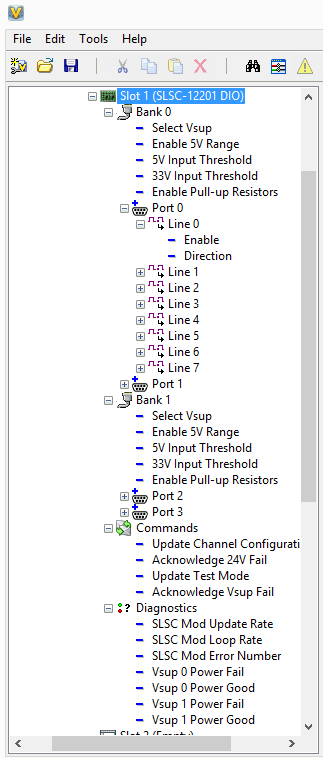 File Edit Tools Help
Slot 1 (SLSC-12201 DIO)
Bank 0
Select Vsup
Enable 5V Range
5V Input Threshold
33V Input Threshold
Enable Pull-up Resistors
Port 0
Line 0
Enable
Direction
Line 1
Line 2
Line 3
Line 4
Line 5
Line 6
Line 7
Port 1
Bank 1
Select Vsup
Enable 5V Range
5V Input Threshold
33V Input Threshold
Enable Pull-up Resistors
Port 2
Port 3
Commands
Update Channel Configurati
Acknowledge 24V Fail
Update Test Mode
Acknowledge Vsup Fail
Diagnostics
SLSC Mod Update Rate
SLSC Mod Loop Rate
SLSC Mod Error Number
Vsup 0 Power Fail
Vsup 0 Power Good
Vsup 1 Power Fail
Vsup 1 Power Good
Slot 2 (Empty)